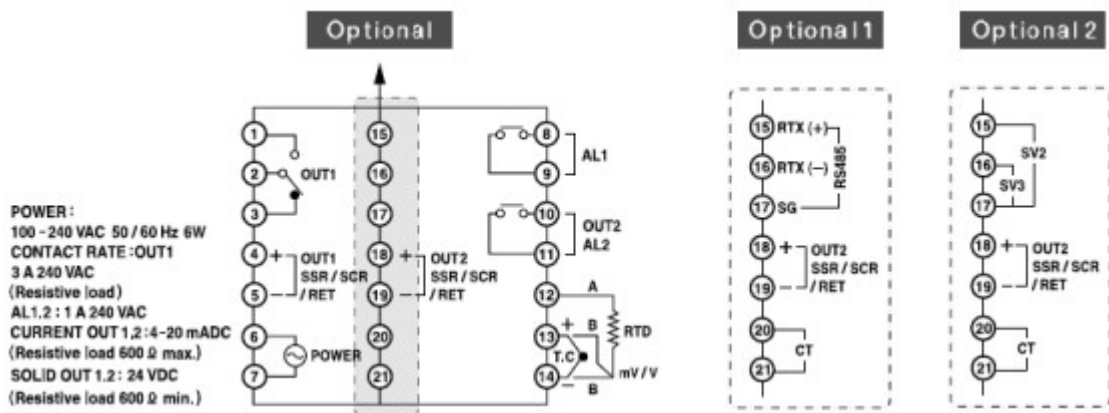 Optional
Optional 1
Optional 2
POWER :
100 - 240 VAC 50 / 60 Hz 6W
CONTACT RATE : OUT1
3 A 240 VAC
(Resistive load)
AL1.2 : 1 A 240 VAC
CURRENT OUT 1,2:4-20 mADC
(Resistive load 600 Ω max.)
SOLID OUT 1.2 : 24 VDC
(Resistive load 600 Ω min.)
1
2
3
4
5
6
7
OUT1
+
OUT1
SSR / SCR
/ RET
−
POWER
15
16
17
18
19
20
21
+
OUT2
SSR / SCR
/ RET
−
8
9
10
11
12
13
14
AL1
OUT2
AL2
A
B
B
RTD
+
T.C
−
mV / V
15 RTX (+)
16 RTX (−)
17 SG
RS485
18 +
19 −
OUT2
SSR / SCR
/ RET
20
21
CT
15
16
17
SV2
SV3
18 +
19 −
OUT2
SSR / SCR
/ RET
20
21
CT